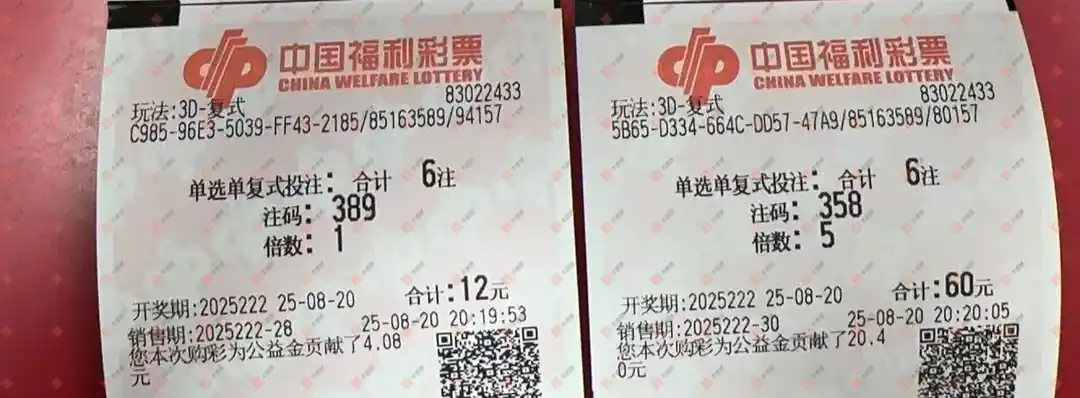 中国福利彩票
CHINA WELFARE LOTTERY
83022433
玩法:3D-复式
C985-96E3-5039-FF43-2185/85163589/94157
单选单复式投注: 合计 6注
注码: 389
倍数: 1
开奖期:2025222 25-08-20 合计:12元
销售期:2025222-28 25-08-20 20:19:53
您本次购彩为公益金贡献了4.08
元
中国福利彩票
CHINA WELFARE LOTTERY
83022433
玩法:3D-复式
5B65-D334-664C-DD57-47A9/85163589/80157
单选单复式投注: 合计 6注
注码: 358
倍数: 5
开奖期:2025222 25-08-20 合计:60元
销售期:2025222-30 25-08-20 20:20:05
您本次购彩为公益金贡献了20.4
0元